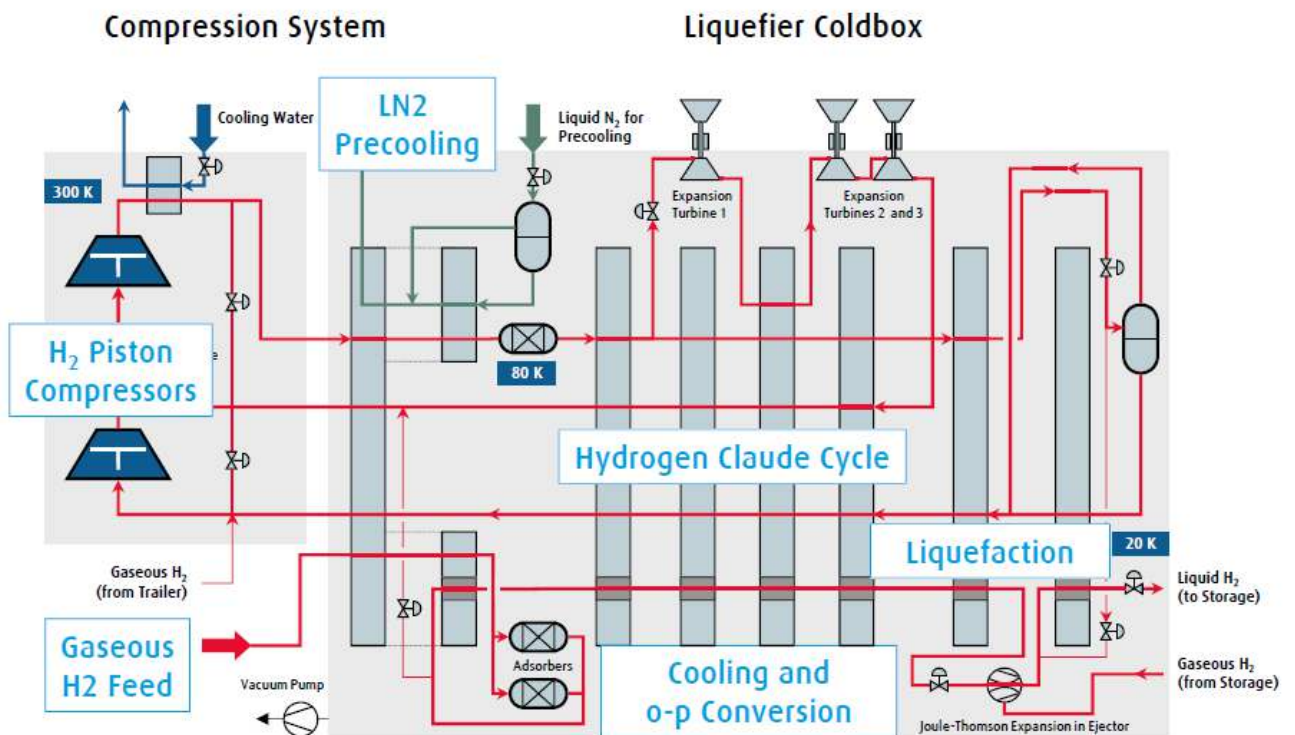 Compression System
Liquefier Coldbox
Cooling Water
LN2
Precooling
Liquid N₂ for
Precooling
300 K
Expansion
Turbine 1
Expansion
Turbines 2 and 3
H₂ Piston
Compressors
80 K
Hydrogen Claude Cycle
Liquefaction
20 K
Gaseous H₂
(from Trailer)
Liquid H₂
(to Storage)
Gaseous
H2 Feed
Adsorbers
Cooling and
o-p Conversion
Vacuum Pump
Gaseous H₂
(from Storage)
Joule-Thomson Expansion in Ejector